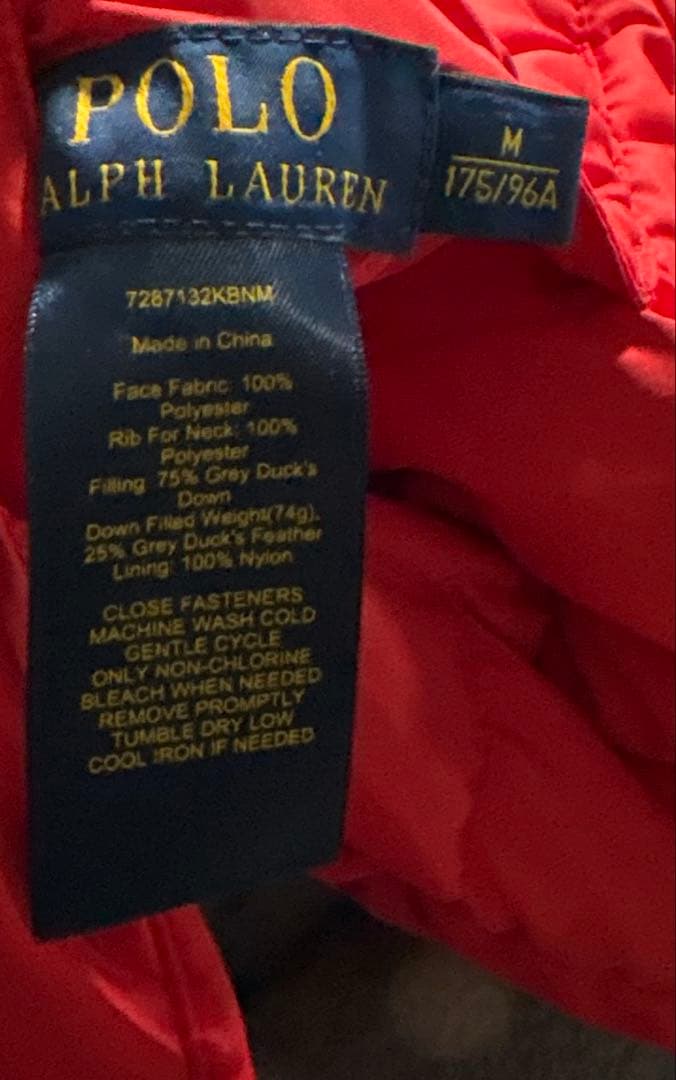 POLO
ALPH LAUREN
M
175/96A
7287132KBNM
Made in China
Face Fabric: 100%
Polyester
Rib For Neck: 100%
Polyester
Filling: 75% Grey Duck's
Down
Down Filled Weight(74g),
25% Grey Duck's Feather
Lining: 100% Nylon
CLOSE FASTENERS
MACHINE WASH COLD
GENTLE CYCLE
ONLY NON-CHLORINE
BLEACH WHEN NEEDED
REMOVE PROMPTLY
TUMBLE DRY LOW
COOL IRON IF NEEDED